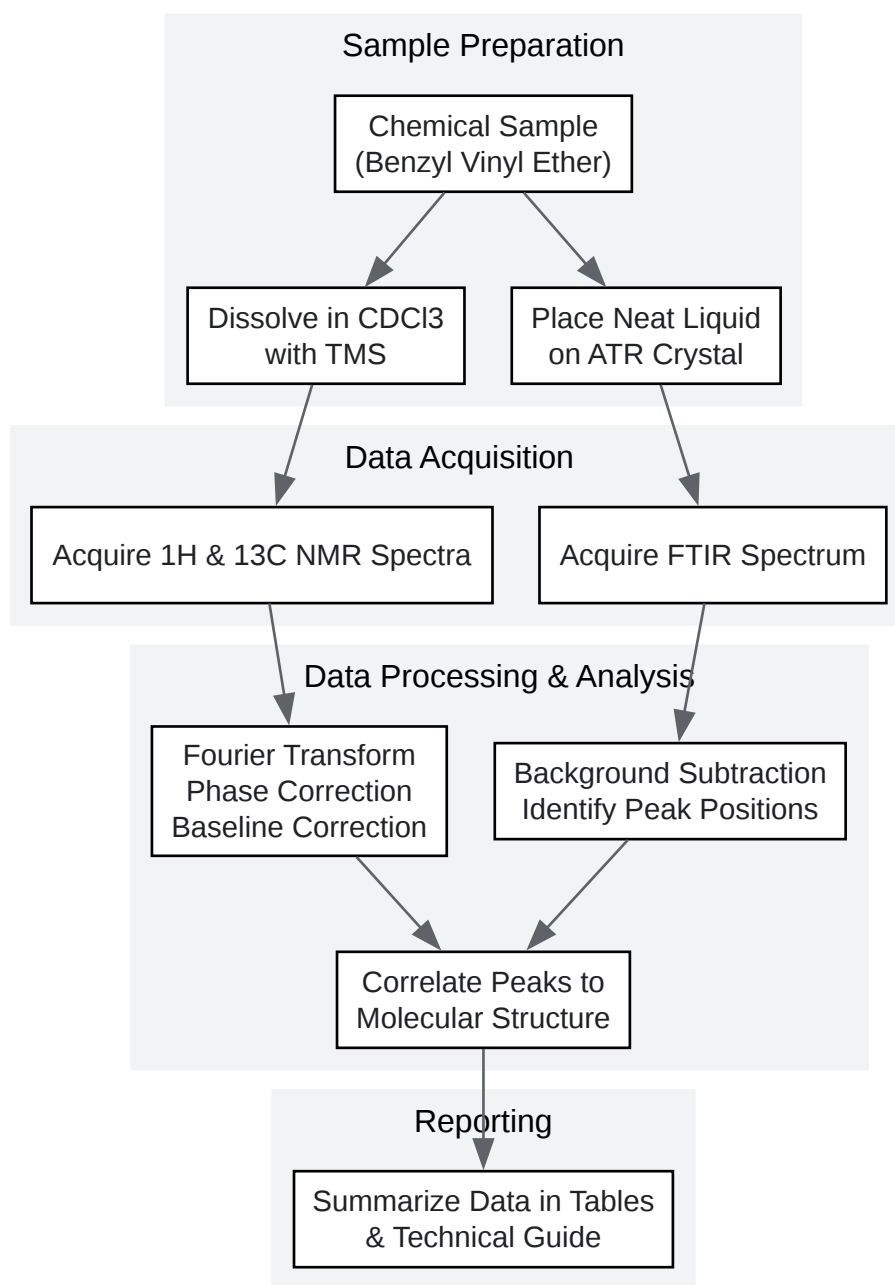 Sample Preparation
Chemical Sample
(Benzyl Vinyl Ether)
Dissolve in CDCl3
with TMS
Place Neat Liquid
on ATR Crystal
Data Acquisition
Acquire 1H & 13C NMR Spectra
Acquire FTIR Spectrum
Data Processing & Analysis
Fourier Transform
Phase Correction
Baseline Correction
Background Subtraction
Identify Peak Positions
Correlate Peaks to
Molecular Structure
Reporting
Summarize Data in Tables
& Technical Guide